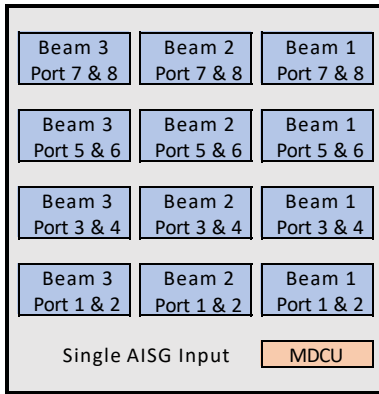 Beam 3 Beam 2 Beam 1
Port 7 & 8 Port 7 & 8 Port 7 & 8
Beam 3 Beam 2 Beam 1
Port 5 & 6 Port 5 & 6 Port 5 & 6
Beam 3 Beam 2 Beam 1
Port 3 & 4 Port 3 & 4 Port 3 & 4
Beam 3 Beam 2 Beam 1
Port 1 & 2 Port 1 & 2 Port 1 & 2
Single AISG Input MDCU